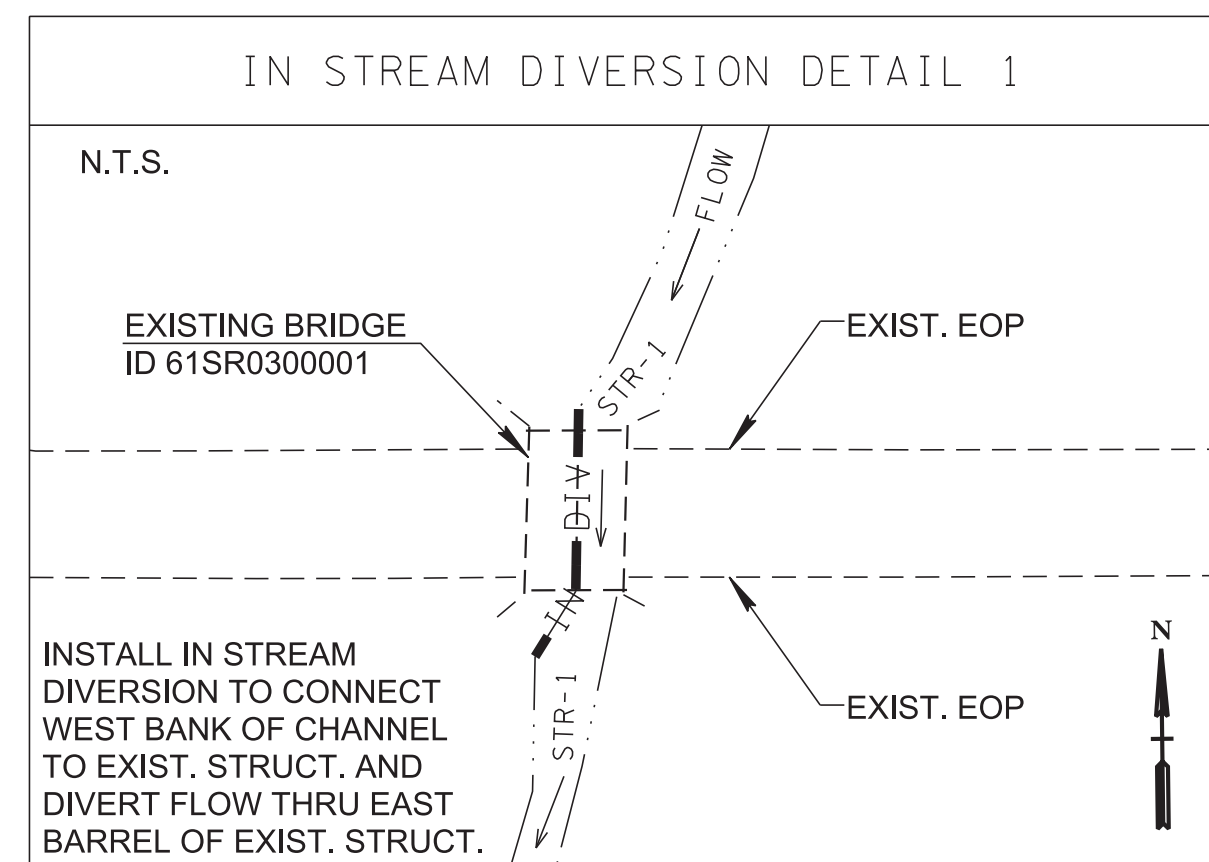 IN STREAM DIVERSION DETAIL 1
N.T.S.
FLOW
EXISTING BRIDGE
ID 61SR0300001
EXIST. EOP
STR-1
DIV
IN
N
INSTALL IN STREAM
DIVERSION TO CONNECT
WEST BANK OF CHANNEL
TO EXIST. STRUCT. AND
DIVERT FLOW THRU EAST
BARREL OF EXIST. STRUCT.
STR-1
EXIST. EOP